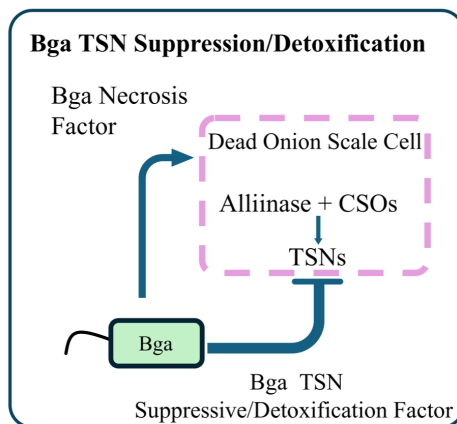 Bga TSN Suppression/Detoxification
Bga Necrosis
Factor
Dead Onion Scale Cell
Alliinase + CSOs
TSNs
Bga
Bga TSN
Suppressive/Detoxification Factor